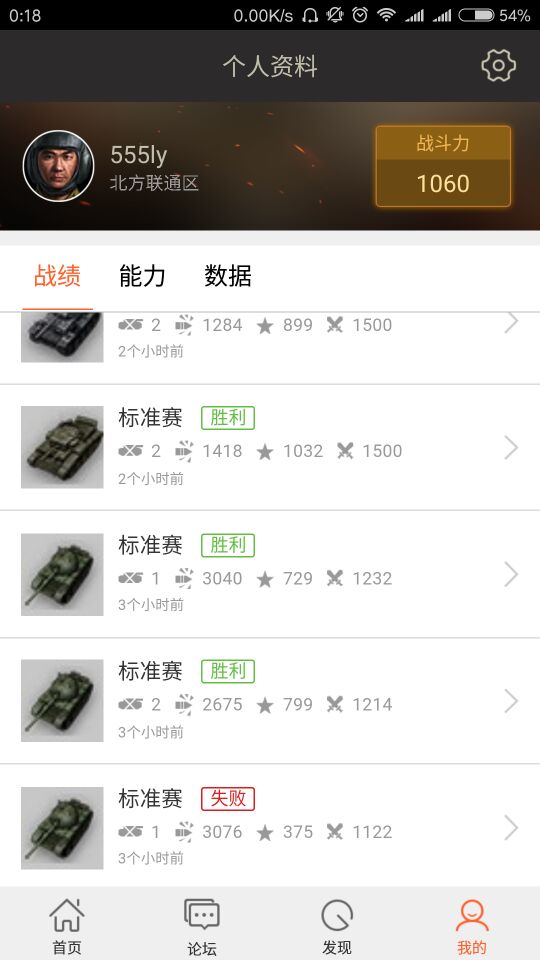 0:18 0.00K/s 54%
个人资料
555ly
北方联通区
战斗力
1060
战绩 能力 数据
2 1284 899 1500
2个小时前
标准赛 胜利
2 1418 1032 1500
2个小时前
标准赛 胜利
1 3040 729 1232
3个小时前
标准赛 胜利
2 2675 799 1214
3个小时前
标准赛 失败
1 3076 375 1122
3个小时前
首页 论坛 发现 我的